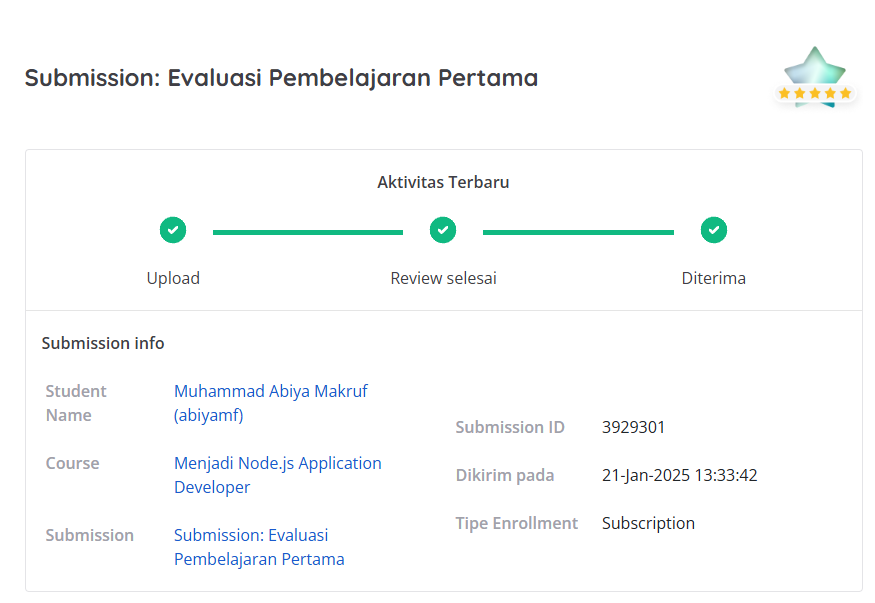 Submission: Evaluasi Pembelajaran Pertama
Aktivitas Terbaru
Upload
Review selesai
Diterima
Submission info
Student
Name
Muhammad Abiya Makruf
(abiyamf)
Course
Menjadi Node.js Application
Developer
Submission
Submission: Evaluasi
Pembelajaran Pertama
Submission ID
3929301
Dikirim pada
21-Jan-2025 13:33:42
Tipe Enrollment
Subscription